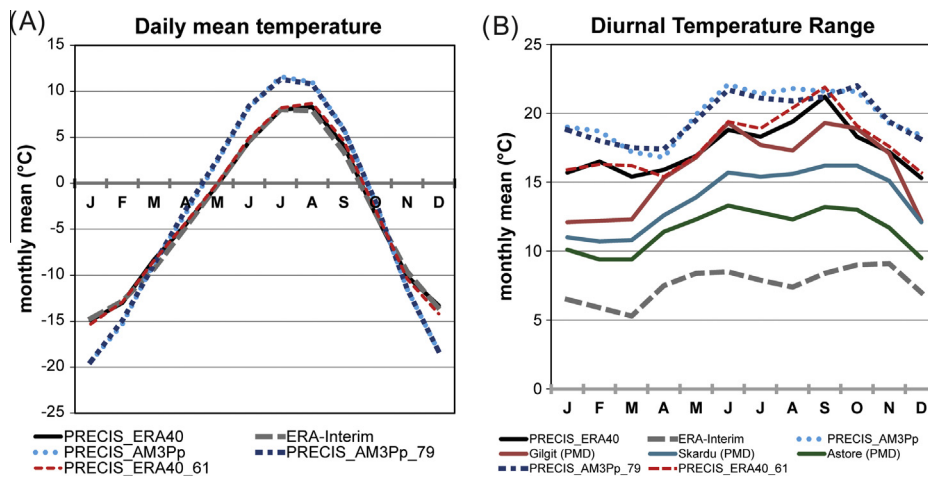 (A)
Daily mean temperature
monthly mean (°C)
15
10
5
0
-5
-10
-15
-20
-25
J F M A M J J A S O N D
PRECIS_ERA40
ERA-Interim
PRECIS_AM3Pp
PRECIS_AM3Pp_79
PRECIS_ERA40_61
(B)
Diurnal Temperature Range
monthly mean (°C)
25
20
15
10
5
0
J F M A M J J A S O N D
PRECIS_ERA40
ERA-Interim
PRECIS_AM3Pp
Gilgit (PMD)
Skardu (PMD)
Astore (PMD)
PRECIS_AM3Pp_79
PRECIS_ERA40_61